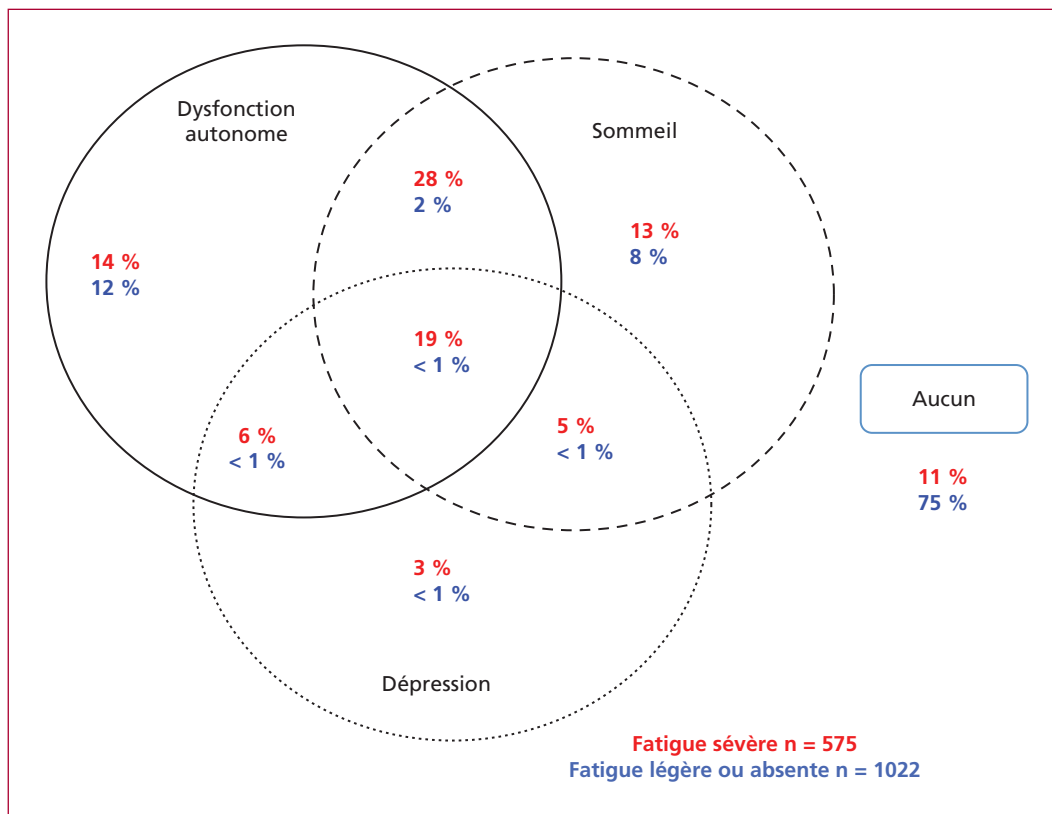 Dysfonction
autonome
Sommeil
28 %
2 %
13 %
8 %
14 %
12 %
19 %
< 1 %
Aucun
6 %
< 1 %
5 %
< 1 %
11 %
75 %
3 %
< 1 %
Dépression
Fatigue sévère n = 575
Fatigue légère ou absente n = 1022